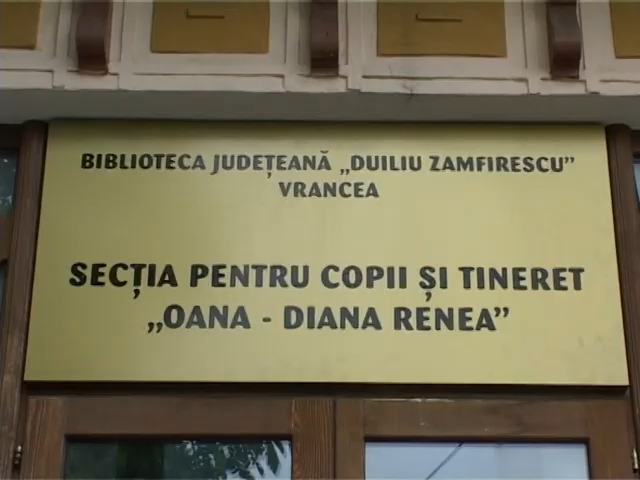 BIBLIOTECA JUDEȚEANĂ „DUILIU ZAMFIRESCU”
VRANCEA
SECȚIA PENTRU COPII ȘI TINERET
„OANA - DIANA RENEA”